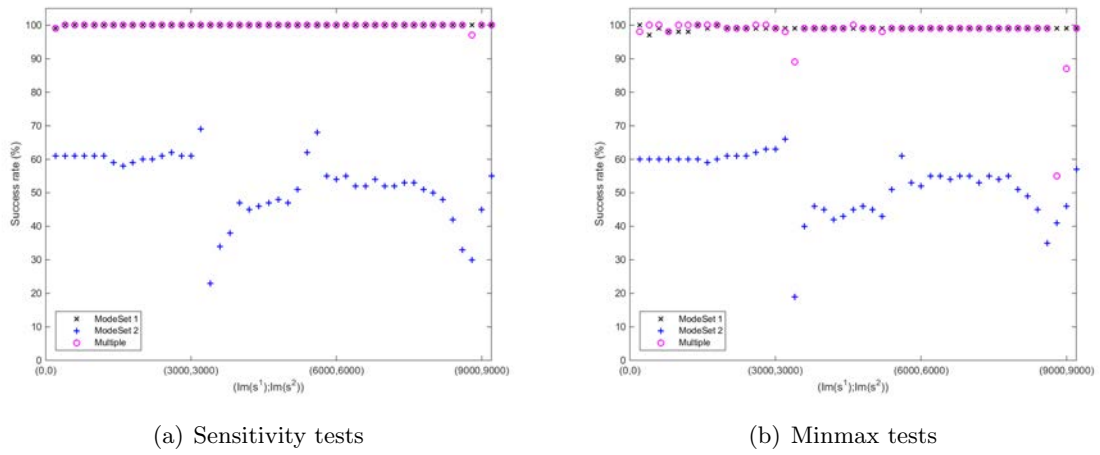 100
90
80
70
60
50
40
30
20
10
0
Success rate (%)
× ModeSet 1
+ ModeSet 2
○ Multiple
(0,0)
(3000,3000)
(6000,6000)
(9000,9000)
(Im(s¹);Im(s²))
(a) Sensitivity tests
100
90
80
70
60
50
40
30
20
10
0
Success rate (%)
× ModeSet 1
+ ModeSet 2
○ Multiple
(0,0)
(3000,3000)
(6000,6000)
(9000,9000)
(Im(s¹);Im(s²))
(b) Minmax tests